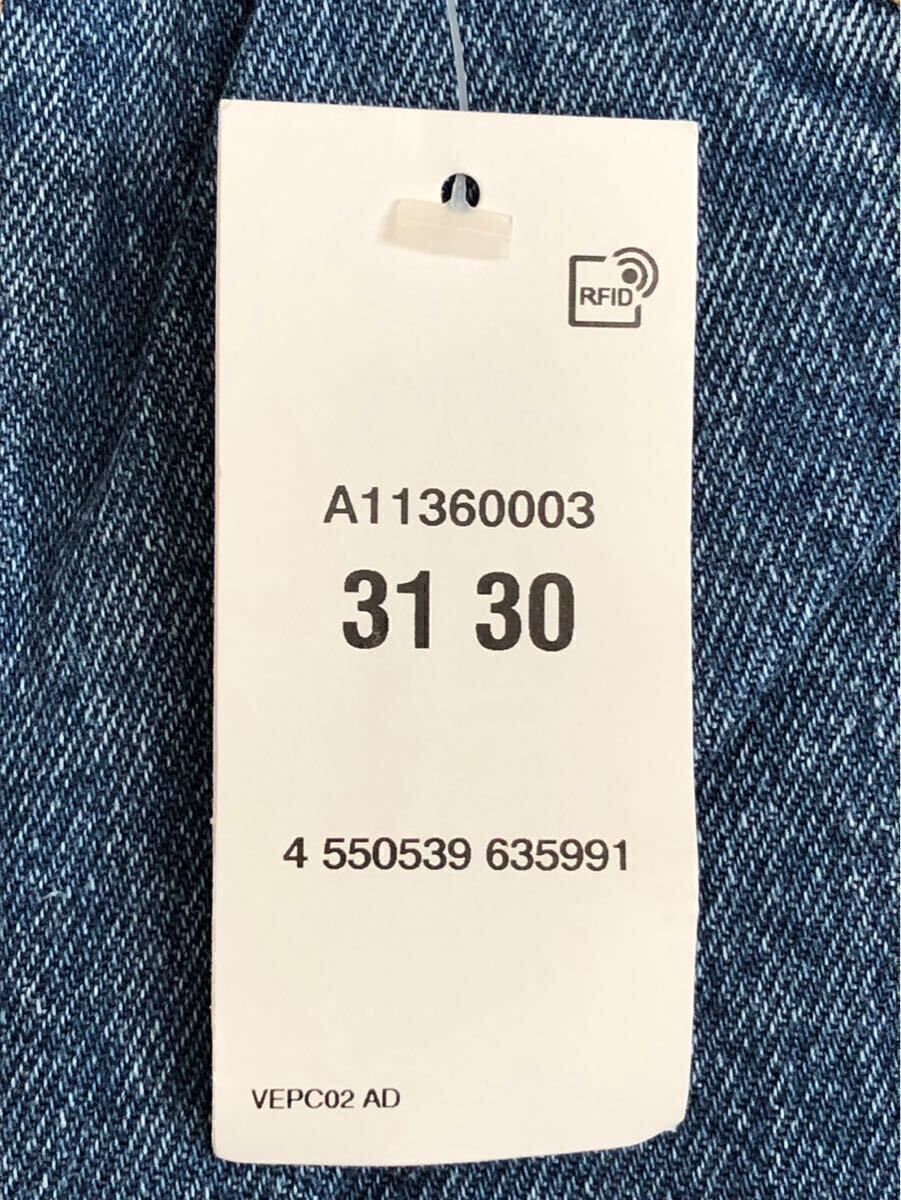 RFID
A11360003
31 30
4 550539 635991
VEPC02 AD